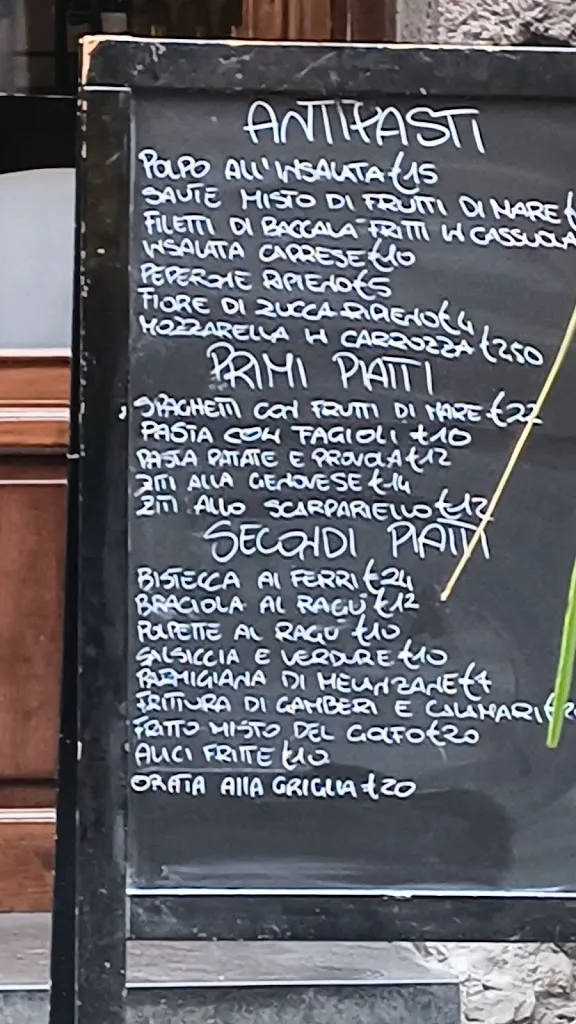 ANTIPASTI
POLPO ALL'INSALATA €15
SAUTE MISTO DI FRUTTI DI MARE €
FILETTI DI BACCALA FRITTI IN CASSUOLA
INSALATA CAPRESE €10
PEPERONE RIPIENO €5
FIORE DI ZUCCA RIPIENO €4
MOZZARELLA IN CARROZZA €2,50
PRIMI PIATTI
SPAGHETTI CON FRUTTI DI MARE €22
PASTA CON FAGIOLI €10
PASTA PATATE E PROVOLA €12
ZITI ALLA GENOVESE €14
ZITI ALLO SCARPARIELLO €12
SECONDI PIATTI
BISTECCA AI FERRI €24
BRACIOLA AL RAGÙ €12
POLPETTE AL RAGÙ €10
SALSICCIA E VERDURE €10
PARMIGIANA DI MELANZANE €
FRITTURA DI GAMBERI E CALAMARI €
FRITTO MISTO DEL GOLFO €20
ALICI FRITTE €10
ORATA ALLA GRIGLIA €20